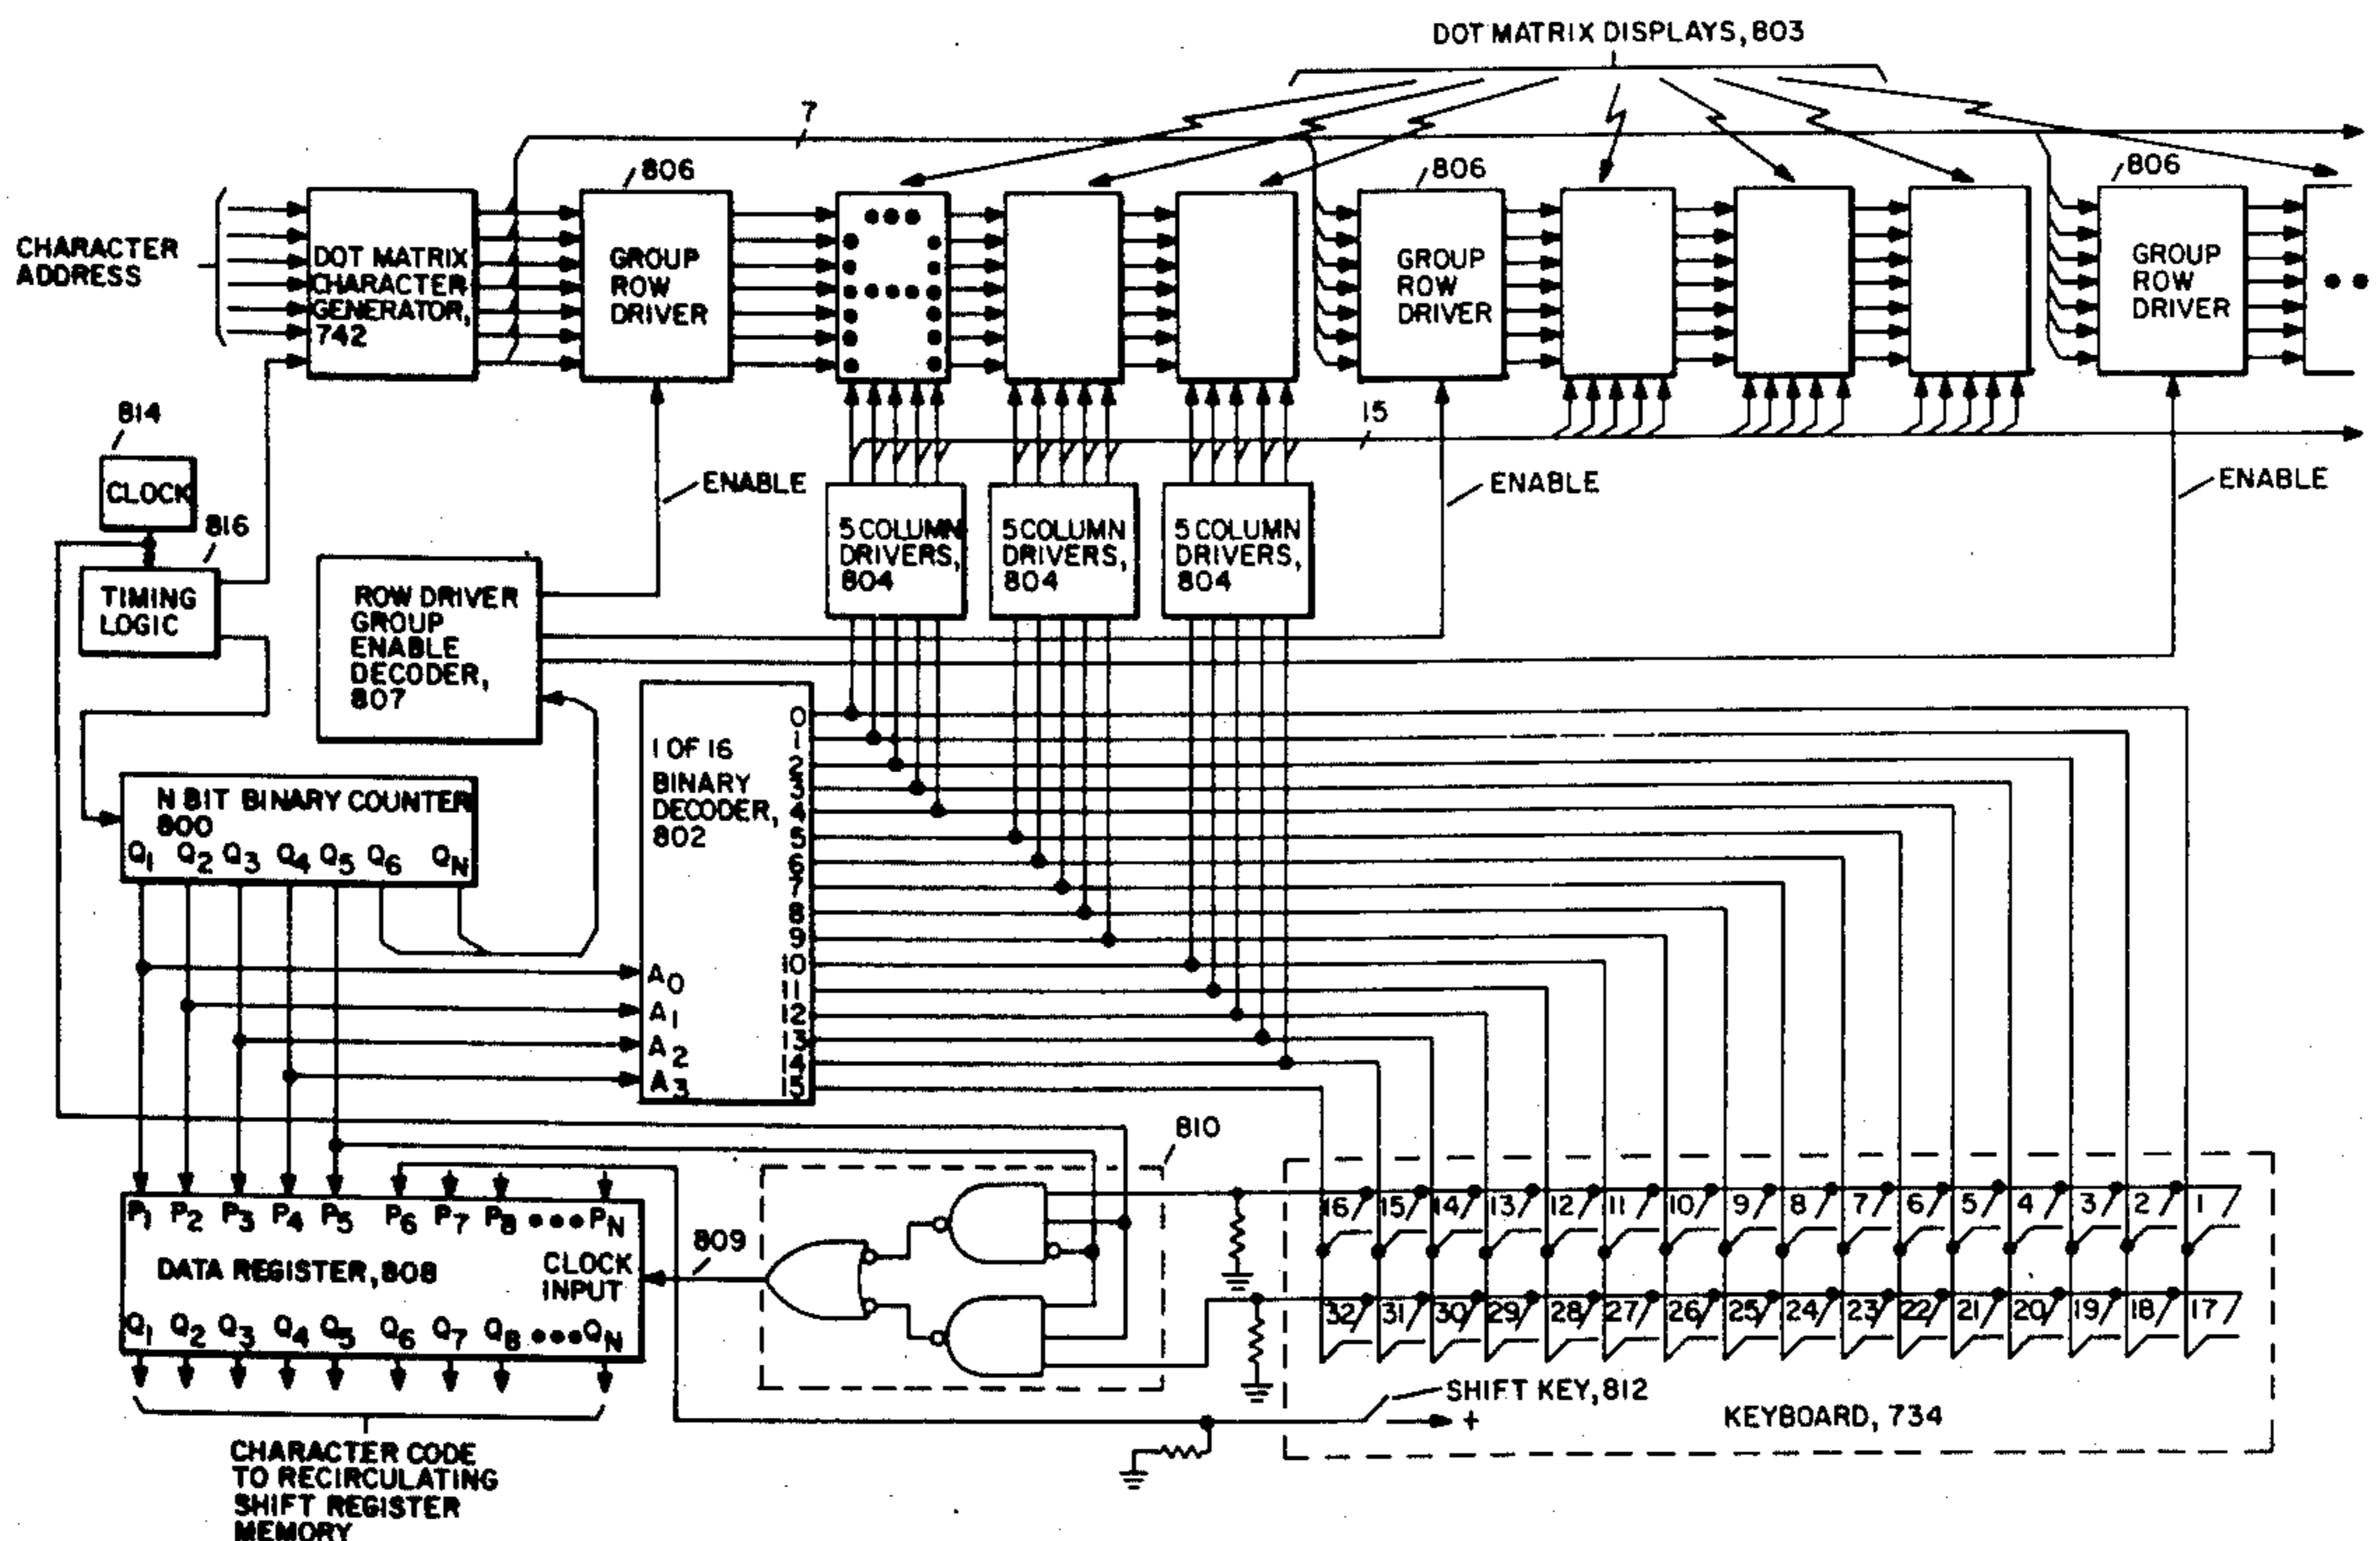 DOT MATRIX DISPLAYS, 803
7
806
806
806
CHARACTER
ADDRESS
DOT MATRIX
CHARACTER
GENERATOR,
742
GROUP
ROW
DRIVER
GROUP
ROW
DRIVER
GROUP
ROW
DRIVER
15
814
CLOCK
816
TIMING
LOGIC
ENABLE
ENABLE
ENABLE
5 COLUMN
DRIVERS,
804
5 COLUMN
DRIVERS,
804
5 COLUMN
DRIVERS,
804
ROW DRIVER
GROUP
ENABLE
DECODER,
807
1 OF 16
BINARY
DECODER,
802
0
1
2
3
4
5
6
7
8
9
10
11
12
13
14
15
N BIT BINARY COUNTER
800
Q1 Q2 Q3 Q4 Q5 Q6 QN
A0
A1
A2
A3
810
P1 P2 P3 P4 P5 P6 P7 P8 ••• PN
DATA REGISTER, 808
CLOCK
INPUT
809
Q1 Q2 Q3 Q4 Q5 Q6 Q7 Q8 ••• QN
16 15 14 13 12 11 10 9 8 7 6 5 4 3 2 1
32 31 30 29 28 27 26 25 24 23 22 21 20 19 18 17
SHIFT KEY, 812
+
KEYBOARD, 734
CHARACTER CODE
TO RECIRCULATING
SHIFT REGISTER
MEMORY